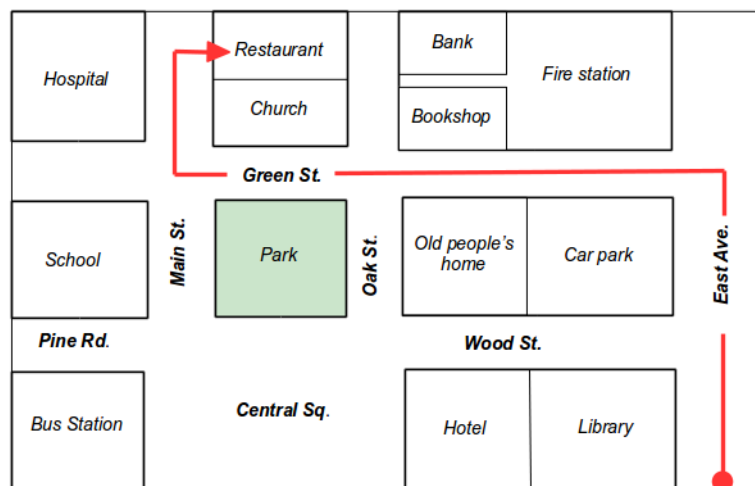 Hospital
Restaurant
Church
Bank
Bookshop
Fire station
Green St.
School
Main St.
Park
Oak St.
Old people's
home
Car park
East Ave.
Pine Rd.
Wood St.
Bus Station
Central Sq.
Hotel
Library